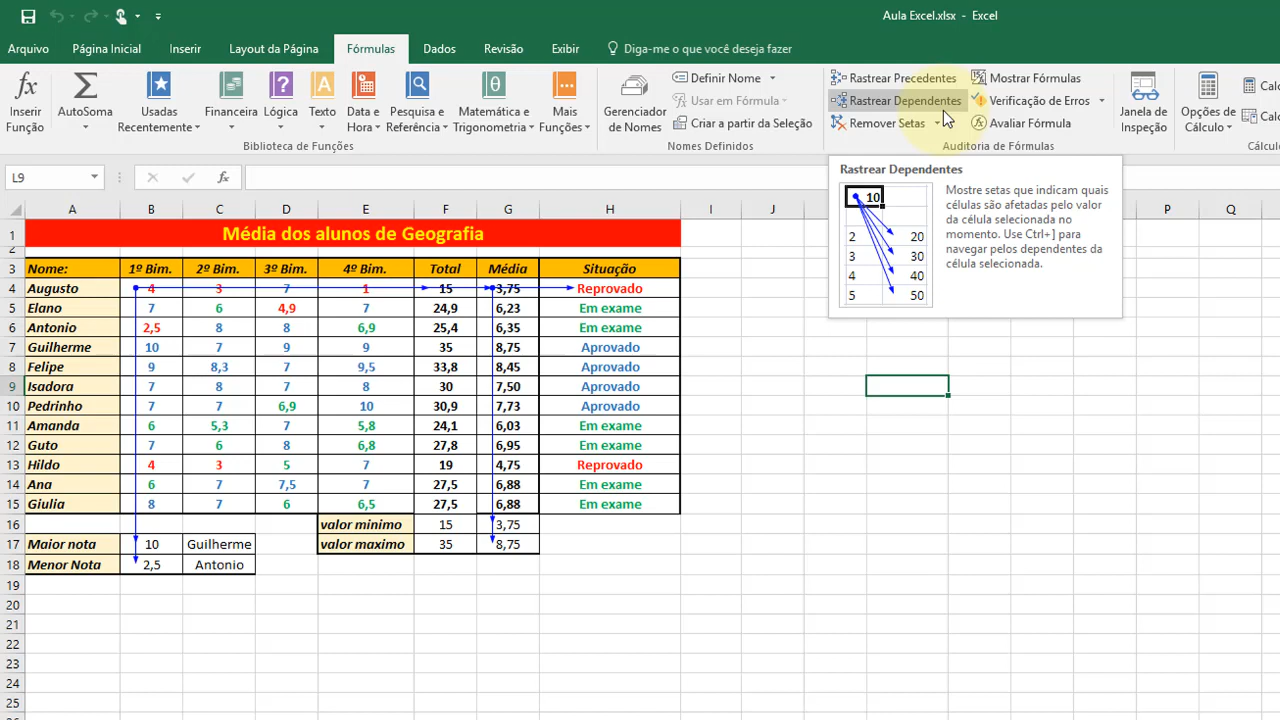 Aula Excel.xlsx - Excel
Arquivo Página Inicial Inserir Layout da Página Fórmulas Dados Revisão Exibir Diga-me o que você deseja fazer
fx Σ ? A θ
Inserir Função AutoSoma Usadas Recentemente Financeira Lógica Texto Data e Hora Pesquisa e Referência Matemática e Trigonometria Mais Funções
Biblioteca de Funções
Gerenciador de Nomes
Definir Nome
Usar em Fórmula
Criar a partir da Seleção
Nomes Definidos
Rastrear Precedentes
Rastrear Dependentes
Remover Setas
Mostrar Fórmulas
Verificação de Erros
Avaliar Fórmula
Auditoria de Fórmulas
Janela de Inspeção
Opções de Cálculo
L9 fx
Rastrear Dependentes
10
2 20
3 30
4 40
5 50
Mostre setas que indicam quais
células são afetadas pelo valor
da célula selecionada no
momento. Use Ctrl+] para
navegar pelos dependentes da
célula selecionada.
A B C D E F G H I J P Q
1 Média dos alunos de Geografia
2
3 Nome: 1º Bim. 2º Bim. 3º Bim. 4º Bim. Total Média Situação
4 Augusto 4 3 7 1 15 3,75 Reprovado
5 Elano 7 6 4,9 7 24,9 6,23 Em exame
6 Antonio 2,5 8 8 6,9 25,4 6,35 Em exame
7 Guilherme 10 7 9 9 35 8,75 Aprovado
8 Felipe 9 8,3 7 9,5 33,8 8,45 Aprovado
9 Isadora 7 8 7 8 30 7,50 Aprovado
10 Pedrinho 7 7 6,9 10 30,9 7,73 Aprovado
11 Amanda 6 5,3 7 5,8 24,1 6,03 Em exame
12 Guto 7 6 8 6,8 27,8 6,95 Em exame
13 Hildo 4 3 5 7 19 4,75 Reprovado
14 Ana 6 7 7,5 7 27,5 6,88 Em exame
15 Giulia 8 7 6 6,5 27,5 6,88 Em exame
16 valor minimo 15 3,75
17 Maior nota 10 Guilherme valor maximo 35 8,75
18 Menor Nota 2,5 Antonio
19
20
21
22
23
24
25